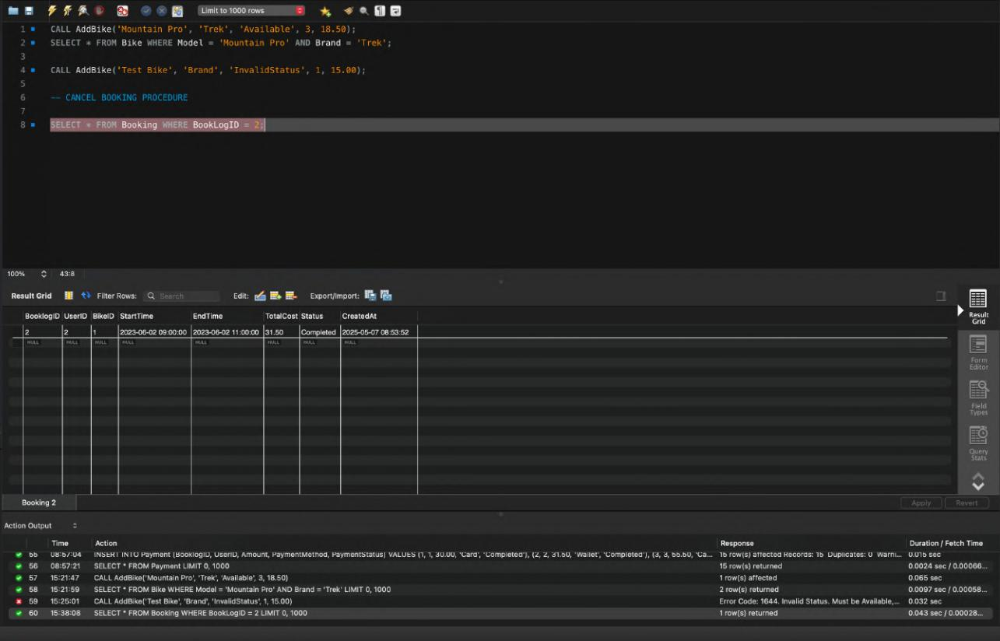 Limit to 1000 rows
1 CALL AddBike('Mountain Pro', 'Trek', 'Available', 3, 18.50);
2 SELECT * FROM Bike WHERE Model = 'Mountain Pro' AND Brand = 'Trek';
3
4 CALL AddBike('Test Bike', 'Brand', 'InvalidStatus', 1, 15.00);
5
6 -- CANCEL BOOKING PROCEDURE
7
8 SELECT * FROM Booking WHERE BookLogID = 2;
100% 43:8
Result Grid Filter Rows: Search Edit: Export/Import:
BooklogID UserID BikeID StartTime EndTime TotalCost Status CreatedAt
2 2 1 2023-06-02 09:00:00 2023-06-02 11:00:00 31.50 Completed 2025-05-07 08:53:52
NULL NULL NULL NULL NULL NULL NULL NULL
Result
Grid
Form
Editor
Field
Types
Query
Stats
Booking 2 Apply Revert
Action Output
Time Action Response Duration / Fetch Time
55 08:57:04 INSERT INTO Payment (BooklogID, UserID, Amount, PaymentMethod, PaymentStatus) VALUES (1, 1, 30.00, 'Card', 'Completed'), (2, 2, 31.50, 'Wallet', 'Completed'), (3, 3, 55.50, 'Ca... 15 row(s) affected Records: 15 Duplicates: 0 Warni... 0.015 sec
56 08:57:21 SELECT * FROM Payment LIMIT 0, 1000 15 row(s) returned 0.0024 sec / 0.00066...
57 15:21:47 CALL AddBike('Mountain Pro', 'Trek', 'Available', 3, 18.50) 1 row(s) affected 0.065 sec
58 15:21:59 SELECT * FROM Bike WHERE Model = 'Mountain Pro' AND Brand = 'Trek' LIMIT 0, 1000 2 row(s) returned 0.0097 sec / 0.00058...
59 15:25:01 CALL AddBike('Test Bike', 'Brand', 'InvalidStatus', 1, 15.00) Error Code: 1644. Invalid Status. Must be Available,... 0.032 sec
60 15:38:08 SELECT * FROM Booking WHERE BookLogID = 2 LIMIT 0, 1000 1 row(s) returned 0.043 sec / 0.00028...